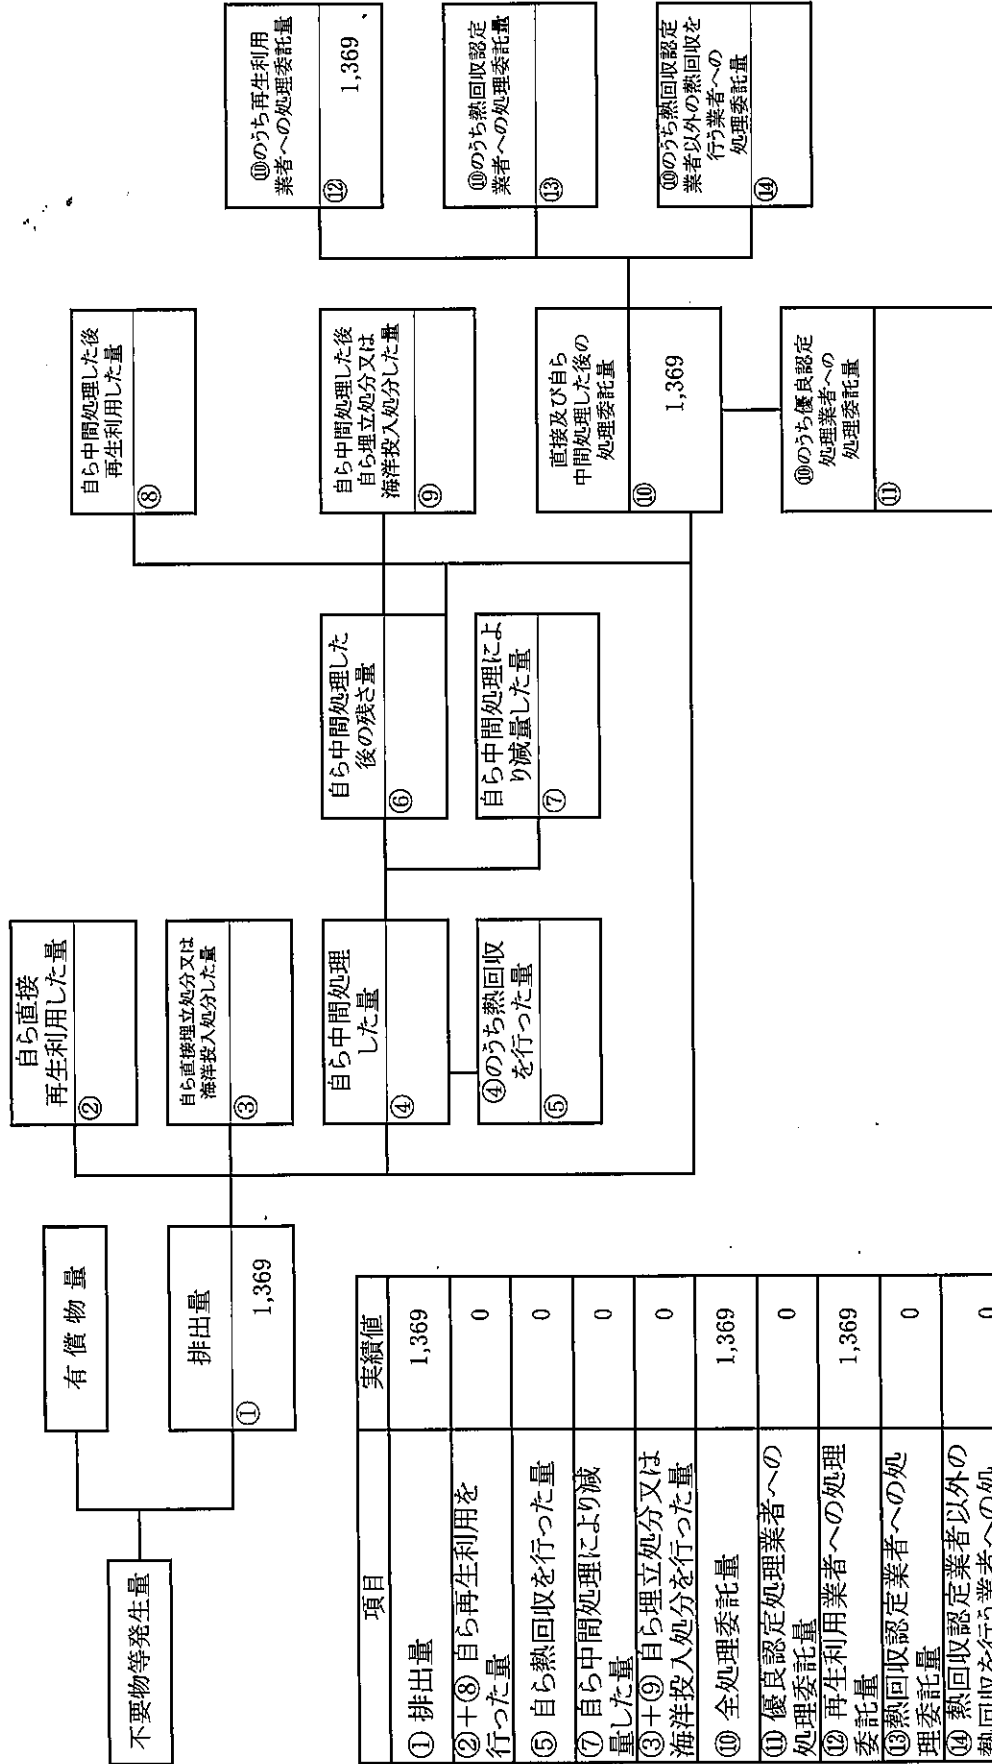 不要物等発生量
有償物量
排出量
①
1,369
自ら直接
再生利用した量
②
自ら直接埋立処分又は
海洋投入処分した量
③
自ら中間処理
した量
④
④のうち熱回収
を行った量
⑤
自ら中間処理した
後の残さ量
⑥
自ら中間処理によ
り減量した量
⑦
自ら中間処理した後
再生利用した量
⑧
自ら中間処理した後
自ら埋立処分又は
海洋投入処分した量
⑨
直接及び自ら
中間処理した後の
処理委託量
⑩
1,369
⑩のうち優良認定
処理業者への
処理委託量
⑪
⑩のうち再生利用
業者への処理委託量
⑫
1,369
⑩のうち熱回収認定
業者への処理委託量
⑬
⑩のうち熱回収認定
業者以外の熱回収を
行う業者への
処理委託量
⑭
項目 実績値
① 排出量 1,369
②+⑧ 自ら再生利用を
行った量 0
⑤ 自ら熱回収を行った量 0
⑦ 自ら中間処理により減
量した量 0
③+⑨ 自ら埋立処分又は
海洋投入処分を行った量 0
⑩ 全処理委託量 1,369
⑪ 優良認定処理業者への
処理委託量 0
⑫ 再生利用業者への処理
委託量 1,369
⑬熱回収認定業者への処
理委託量 0
⑭ 熱回収認定業者以外の
熱回収を行う業者への処 0